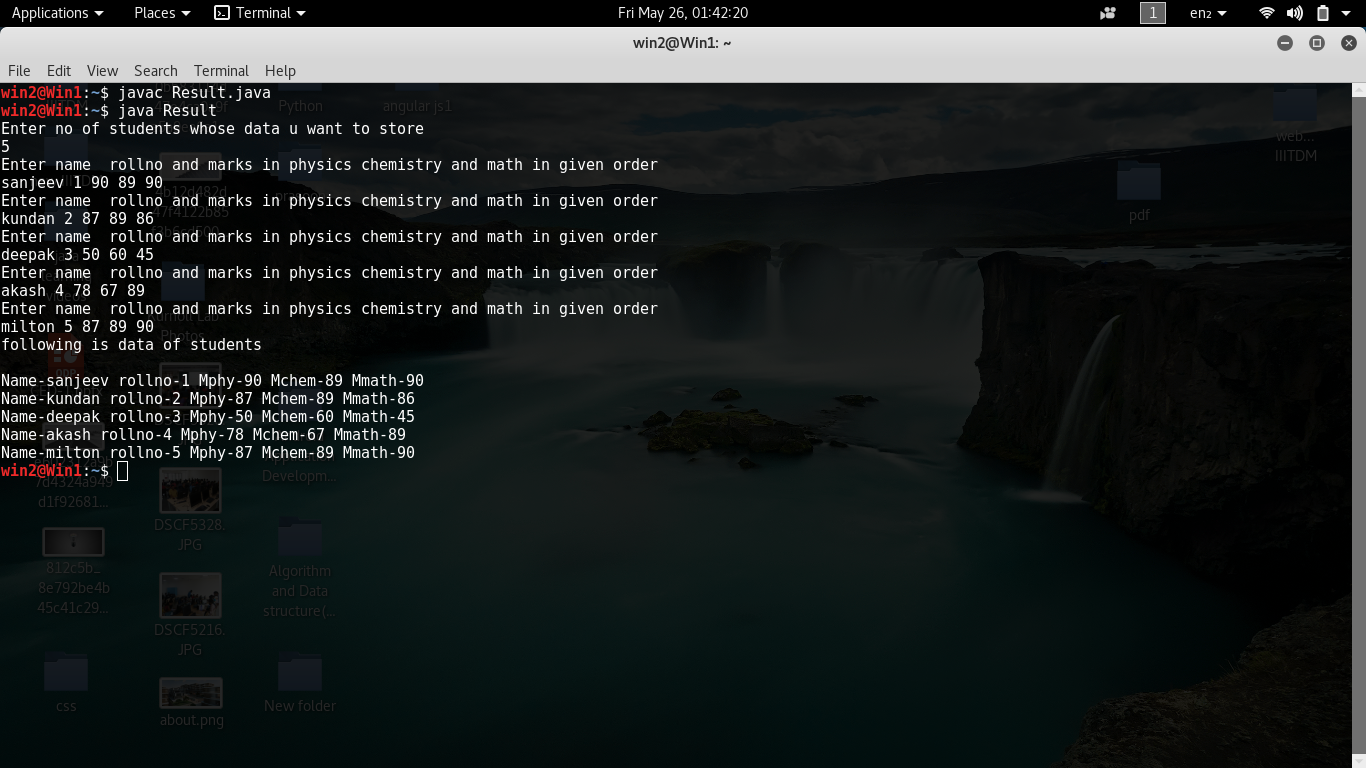 Applications Places Terminal Fri May 26, 01:42:20 1 en₂
win2@Win1: ~
File Edit View Search Terminal Help
win2@Win1:~$ javac Result.java
win2@Win1:~$ java Result
Enter no of students whose data u want to store
5
Enter name  rollno and marks in physics chemistry and math in given order
sanjeev 1 90 89 90
Enter name  rollno and marks in physics chemistry and math in given order
kundan 2 87 89 86
Enter name  rollno and marks in physics chemistry and math in given order
deepak 3 50 60 45
Enter name  rollno and marks in physics chemistry and math in given order
akash 4 78 67 89
Enter name  rollno and marks in physics chemistry and math in given order
milton 5 87 89 90
following is data of students
Name-sanjeev rollno-1 Mphy-90 Mchem-89 Mmath-90
Name-kundan rollno-2 Mphy-87 Mchem-89 Mmath-86
Name-deepak rollno-3 Mphy-50 Mchem-60 Mmath-45
Name-akash rollno-4 Mphy-78 Mchem-67 Mmath-89
Name-milton rollno-5 Mphy-87 Mchem-89 Mmath-90
win2@Win1:~$
Python
angular js1
web...
IIITDM
pdf
Photos
Developm...
7d4324a949
d1f92681...
DSCF5328.
JPG
812c5b_
8e792be4b
45c41c29...
Algorithm
and Data
structure(...
DSCF5216.
JPG
css
about.png
New folder